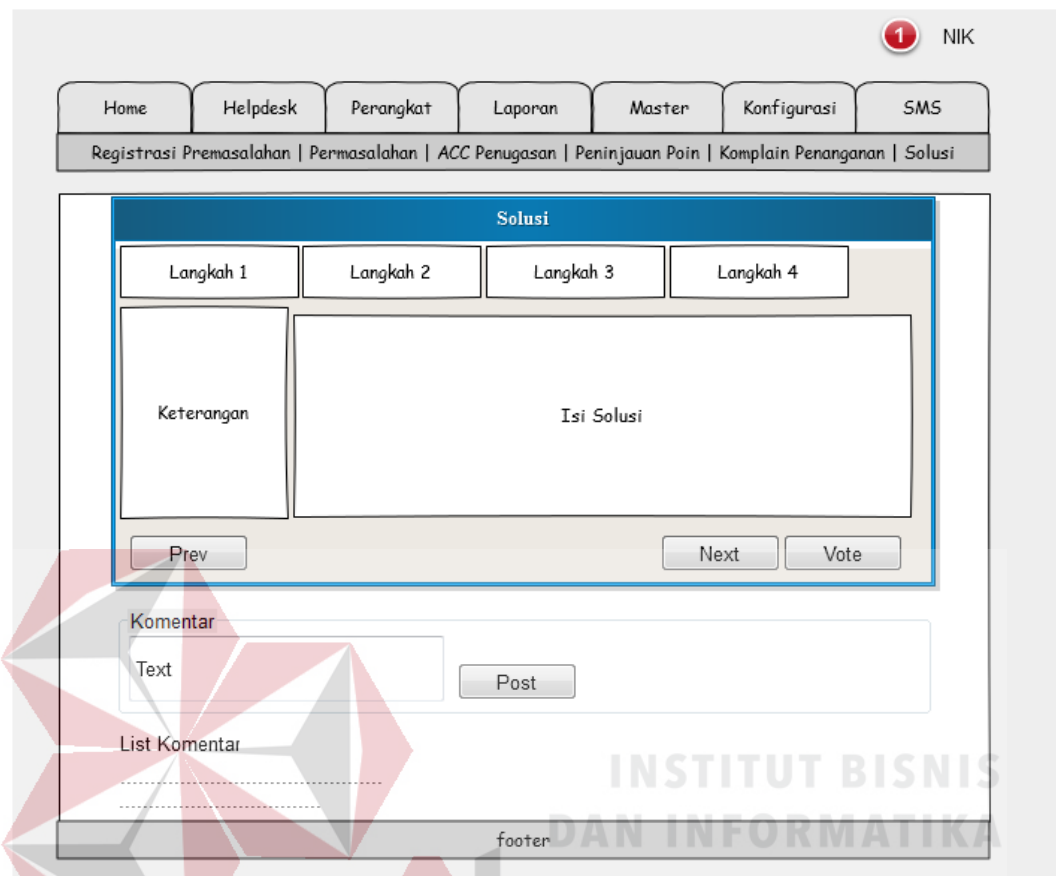 1 NIK
Home Helpdesk Perangkat Laporan Master Konfigurasi SMS
Registrasi Premasalahan | Permasalahan | ACC Penugasan | Peninjauan Poin | Komplain Penanganan | Solusi
Solusi
Langkah 1 Langkah 2 Langkah 3 Langkah 4
Keterangan Isi Solusi
Prev Next Vote
Komentar
Text
Post
List Komentar
INSTITUT BISNIS
DAN INFORMATIKA
footer